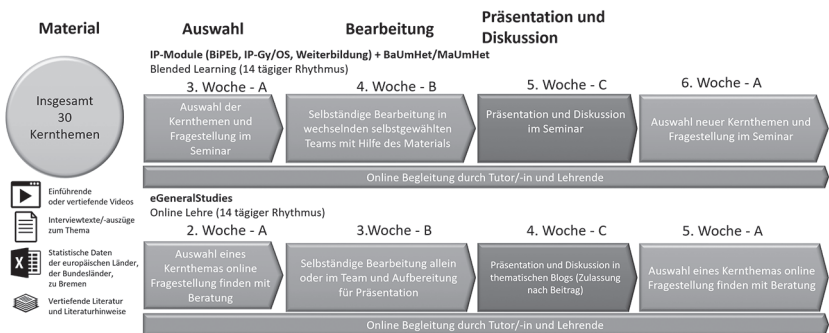 Material
Auswahl
Bearbeitung
Präsentation und
Diskussion
IP-Module (BiPEb, IP-Gy/OS, Weiterbildung) + BaUmHet/MaUmHet
Blended Learning (14 tägiger Rhythmus)
Insgesamt
30
Kernthemen
3. Woche - A
4. Woche - B
5. Woche - C
6. Woche - A
Auswahl der
Kernthemen und
Fragestellung im
Seminar
Selbständige Bearbeitung in
wechselnden selbstgewählten
Teams mit Hilfe des Materials
Präsentation und Diskussion
im Seminar
Auswahl neuer Kernthemen und
Fragestellung im Seminar
Online Begleitung durch Tutor/-in und Lehrende
Einführende
oder vertiefende Videos
Interviewtexte/-auszüge
zum Thema
X
Statistische Daten
der europäischen Länder,
der Bundesländer,
zu Bremen
Vertiefende Literatur
und Literaturhinweise
eGeneralStudies
Online Lehre (14 tägiger Rhythmus)
2. Woche - A
3.Woche - B
4. Woche - C
5. Woche - A
Auswahl eines
Kernthemas online
Fragestellung finden mit
Beratung
Selbständige Bearbeitung allein
oder im Team und Aufbereitung
für Präsentation
Präsentation und Diskussion in
thematischen Blogs (Zulassung
nach Beitrag)
Auswahl eines Kernthemas online
Fragestellung finden mit Beratung
Online Begleitung durch Tutor/-in und Lehrende